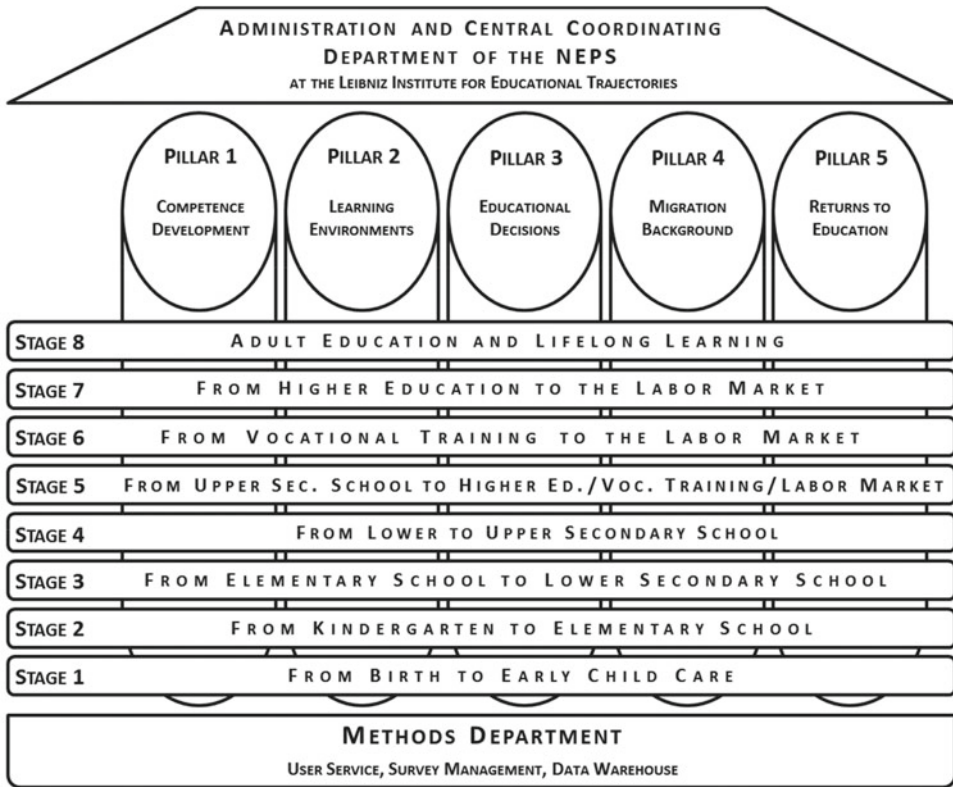 ADMINISTRATION AND CENTRAL COORDINATING
DEPARTMENT OF THE NEPS
AT THE LEIBNIZ INSTITUTE FOR EDUCATIONAL TRAJECTORIES
PILLAR 1
COMPETENCE
DEVELOPMENT
PILLAR 2
LEARNING
ENVIRONMENTS
PILLAR 3
EDUCATIONAL
DECISIONS
PILLAR 4
MIGRATION
BACKGROUND
PILLAR 5
RETURNS TO
EDUCATION
STAGE 8 ADULT EDUCATION AND LIFELONG LEARNING
STAGE 7 FROM HIGHER EDUCATION TO THE LABOR MARKET
STAGE 6 FROM VOCATIONAL TRAINING TO THE LABOR MARKET
STAGE 5 FROM UPPER SEC. SCHOOL TO HIGHER ED./VOC. TRAINING/LABOR MARKET
STAGE 4 FROM LOWER TO UPPER SECONDARY SCHOOL
STAGE 3 FROM ELEMENTARY SCHOOL TO LOWER SECONDARY SCHOOL
STAGE 2 FROM KINDERGARTEN TO ELEMENTARY SCHOOL
STAGE 1 FROM BIRTH TO EARLY CHILD CARE
METHODS DEPARTMENT
USER SERVICE, SURVEY MANAGEMENT, DATA WAREHOUSE